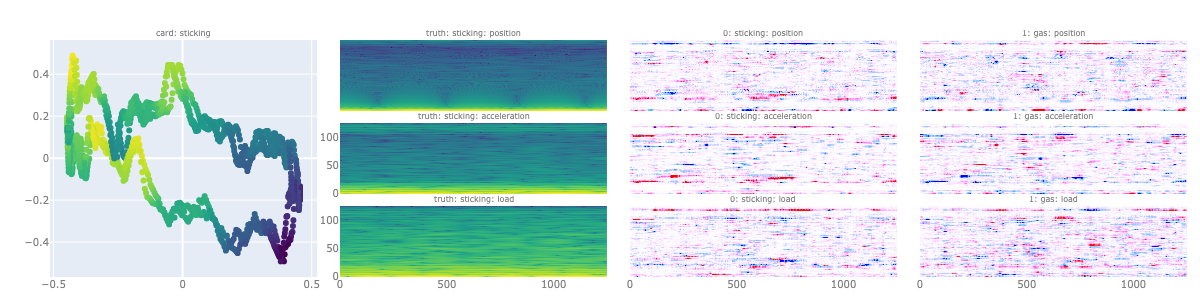 card: sticking
truth: sticking: position
0: sticking: position
1: gas: position
0.4
0.2
0
−0.2
−0.4
−0.5
0
0.5
truth: sticking: acceleration
0: sticking: acceleration
1: gas: acceleration
100
50
0
truth: sticking: load
0: sticking: load
1: gas: load
100
50
0
0
500
1000
0
500
1000
0
500
1000